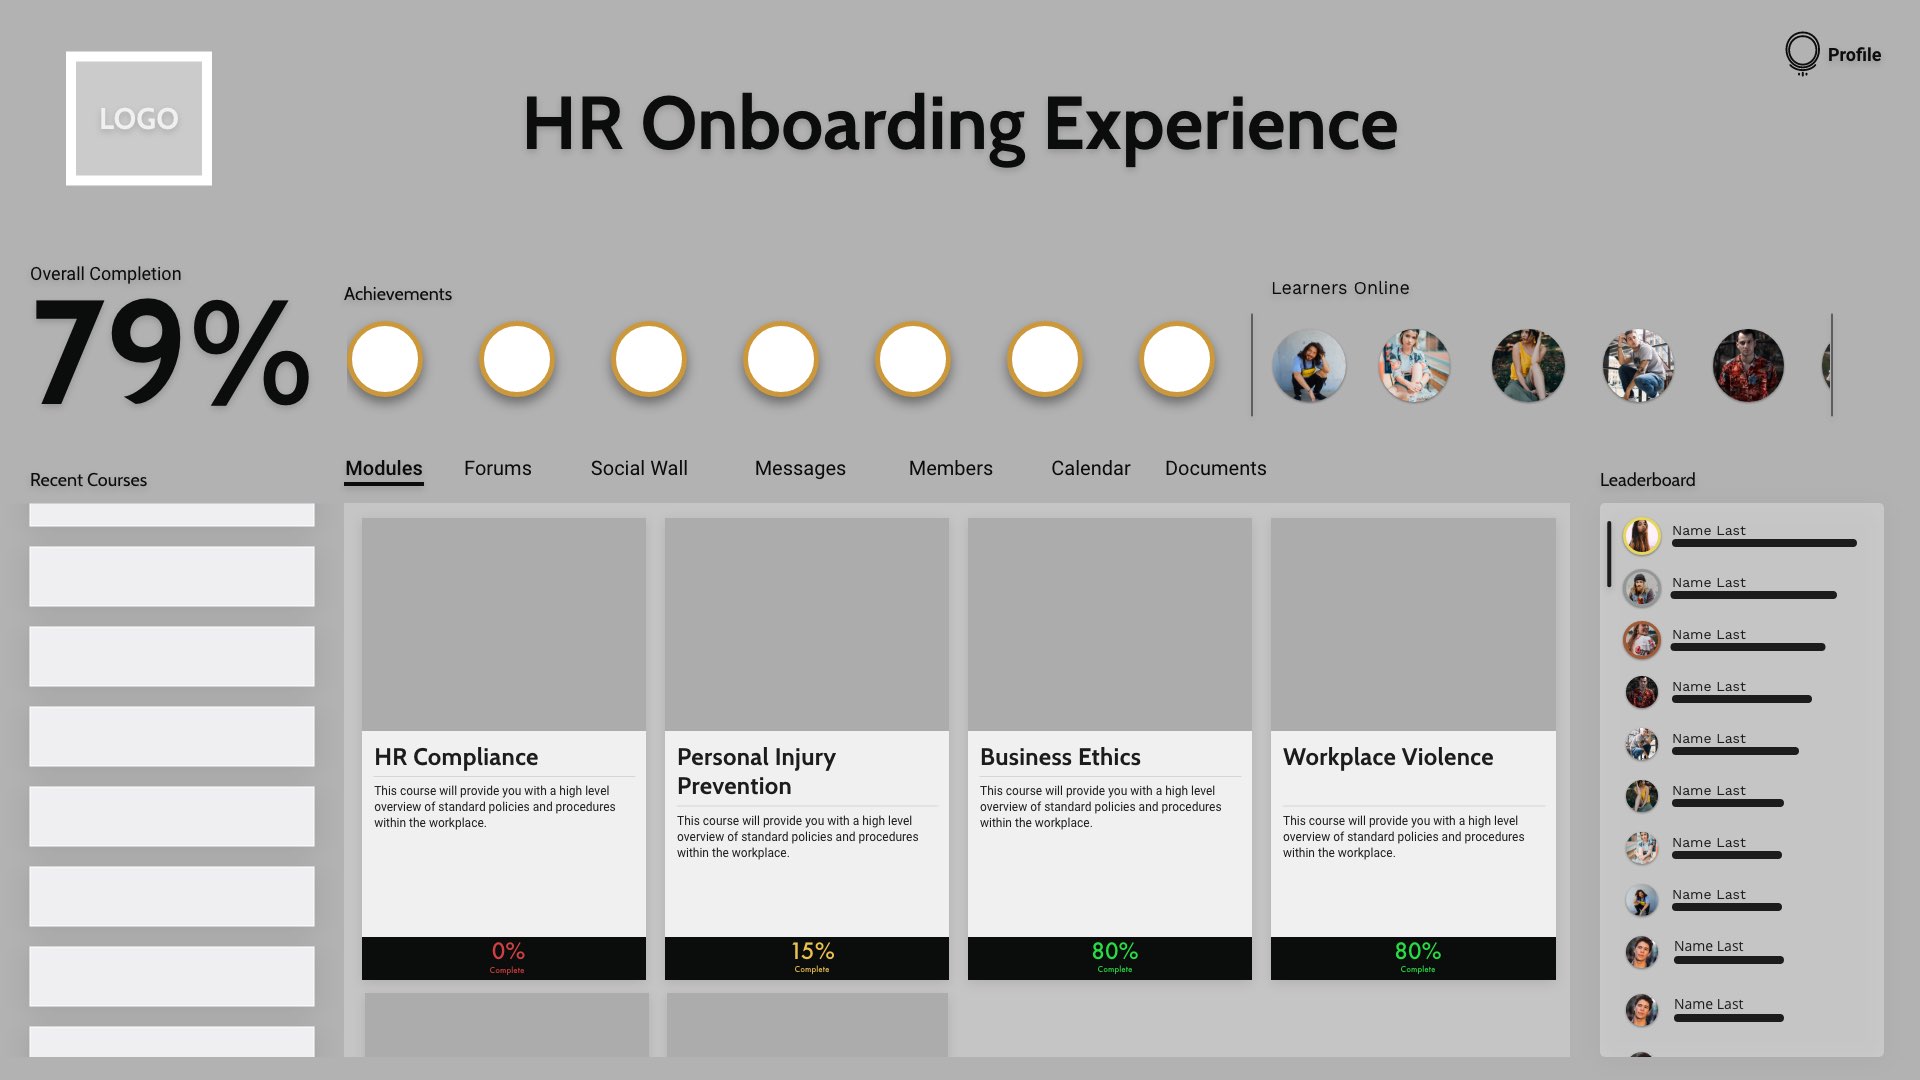 LOGO
HR Onboarding Experience
Profile
Overall Completion
79%
Achievements
Learners Online
Recent Courses
Modules
Forums
Social Wall
Messages
Members
Calendar
Documents
HR Compliance
This course will provide you with a high level
overview of standard policies and procedures
within the workplace.
0%
Complete
Personal Injury
Prevention
This course will provide you with a high level
overview of standard policies and procedures
within the workplace.
15%
Complete
Business Ethics
This course will provide you with a high level
overview of standard policies and procedures
within the workplace.
80%
Complete
Workplace Violence
This course will provide you with a high level
overview of standard policies and procedures
within the workplace.
80%
Complete
Leaderboard
Name Last
Name Last
Name Last
Name Last
Name Last
Name Last
Name Last
Name Last
Name Last
Name Last